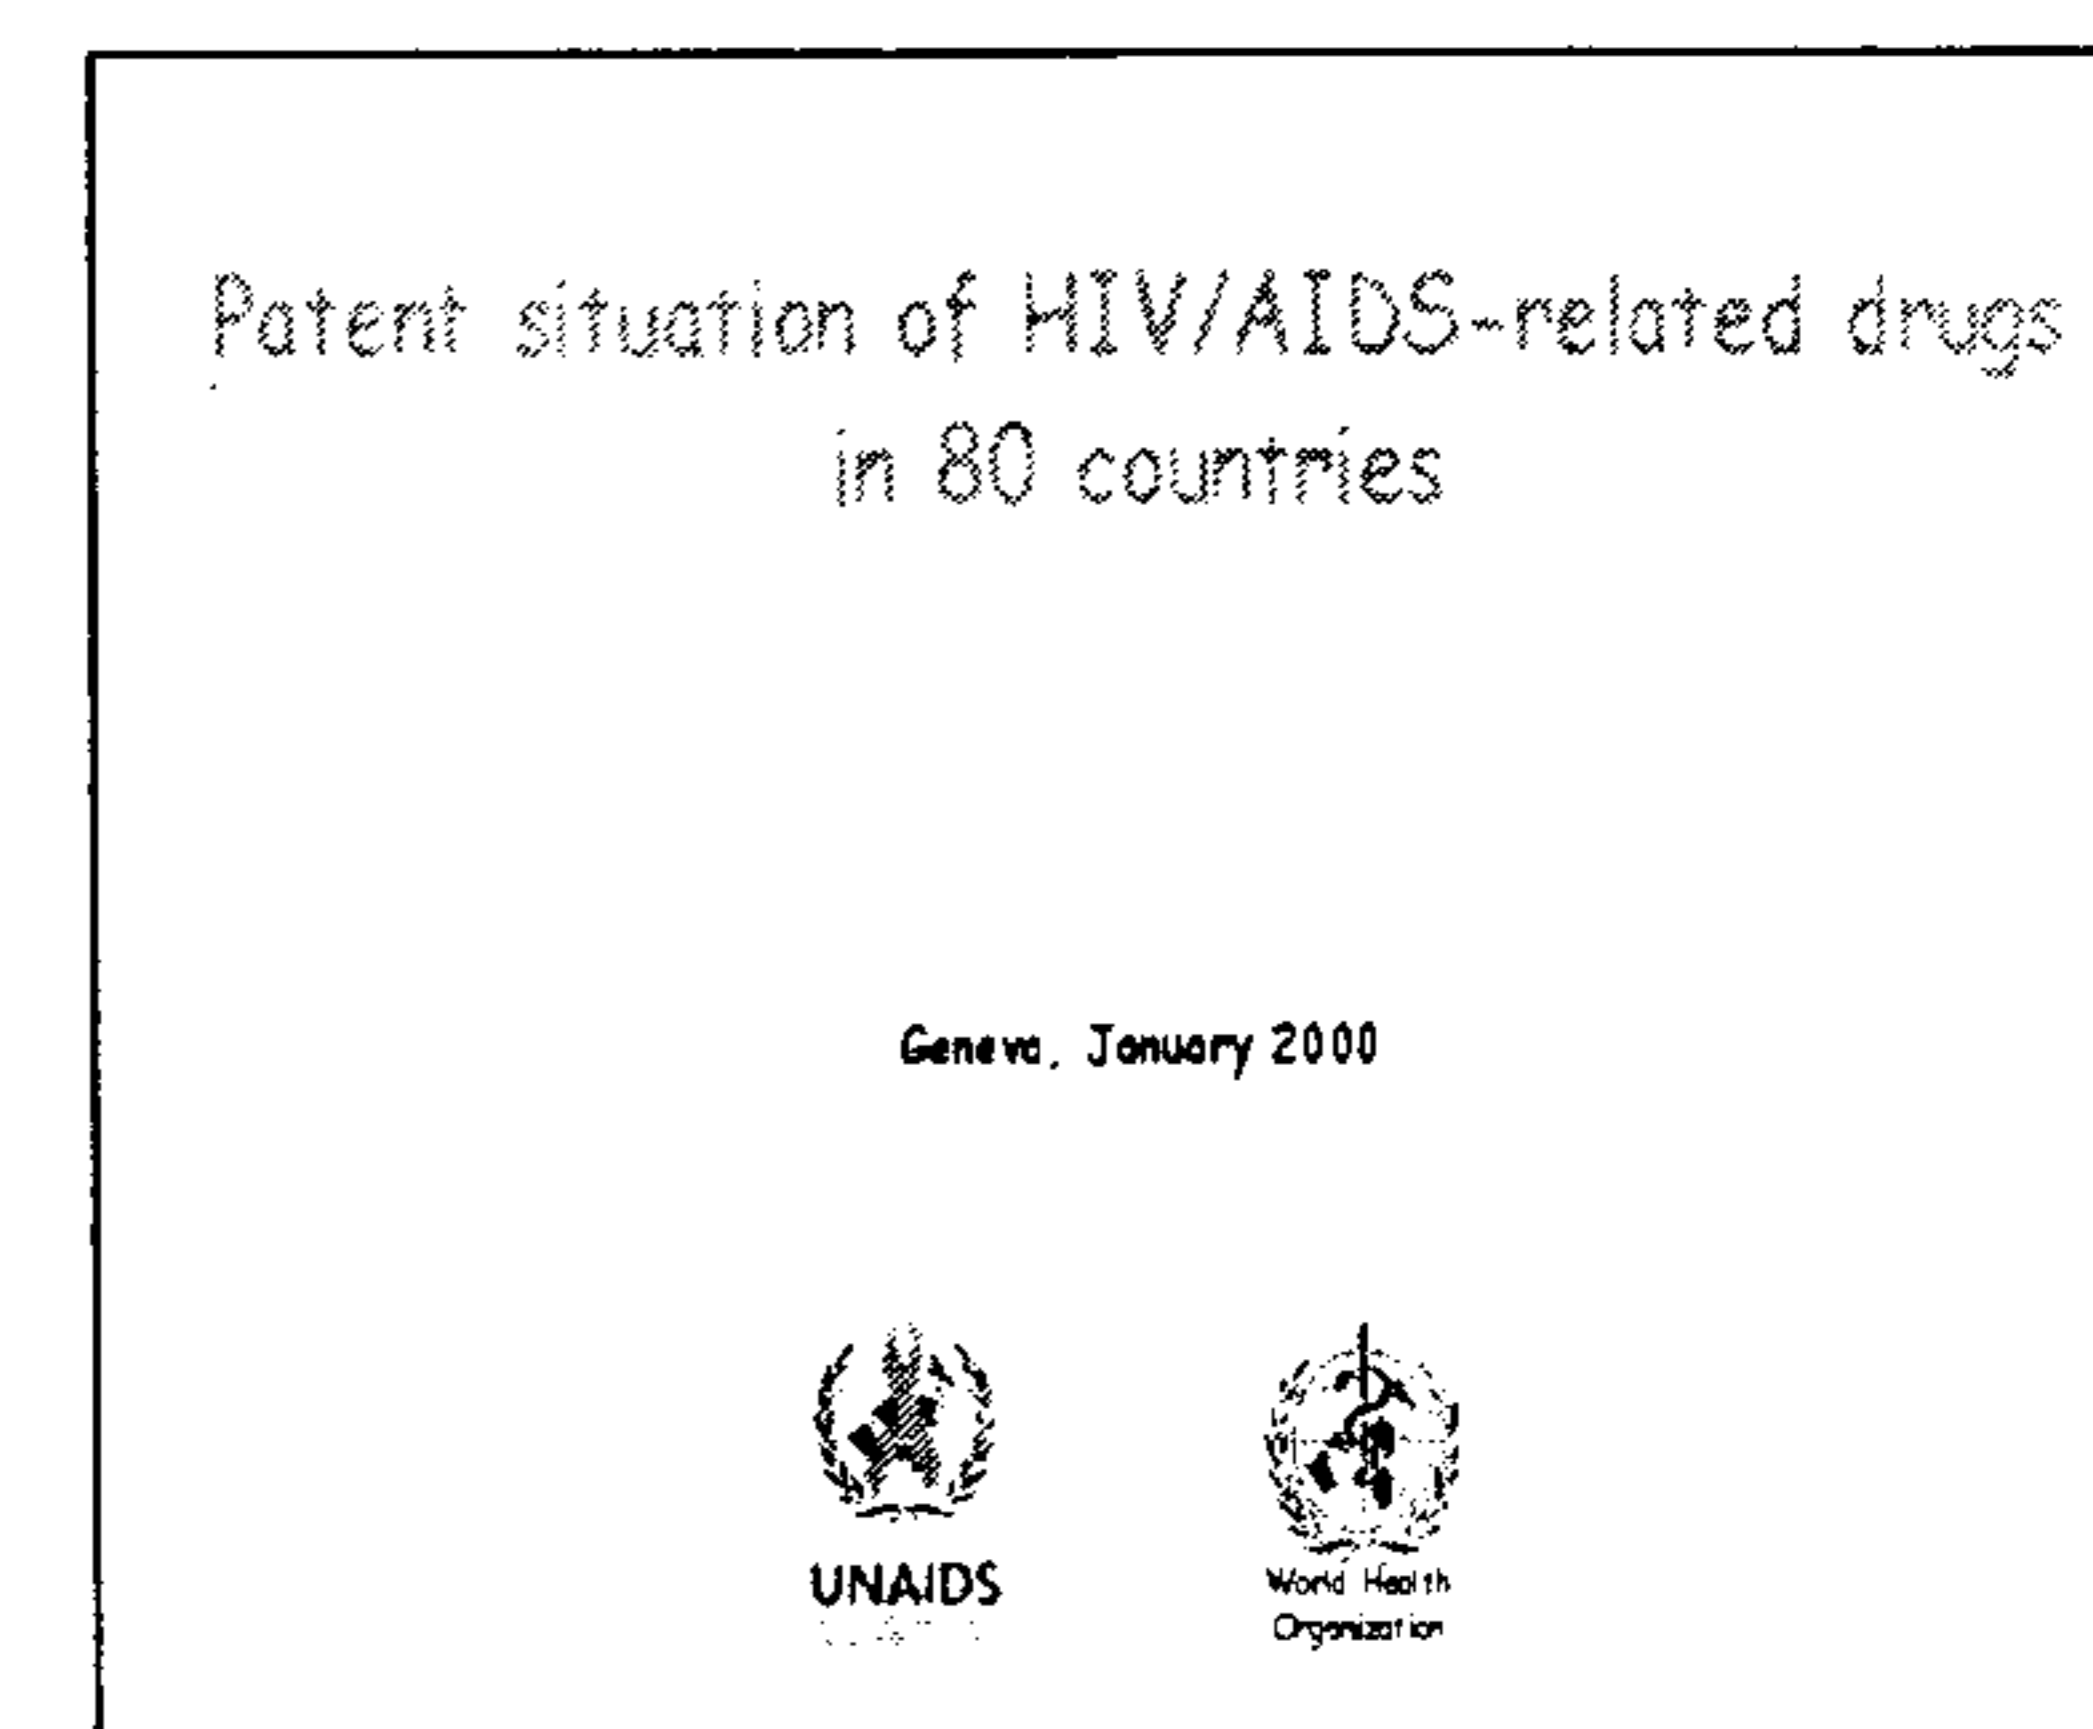 Patent situation of HIV/AIDS-related drugs
in 80 countries
Geneva, January 2000
UNAIDS
World Health
Organization